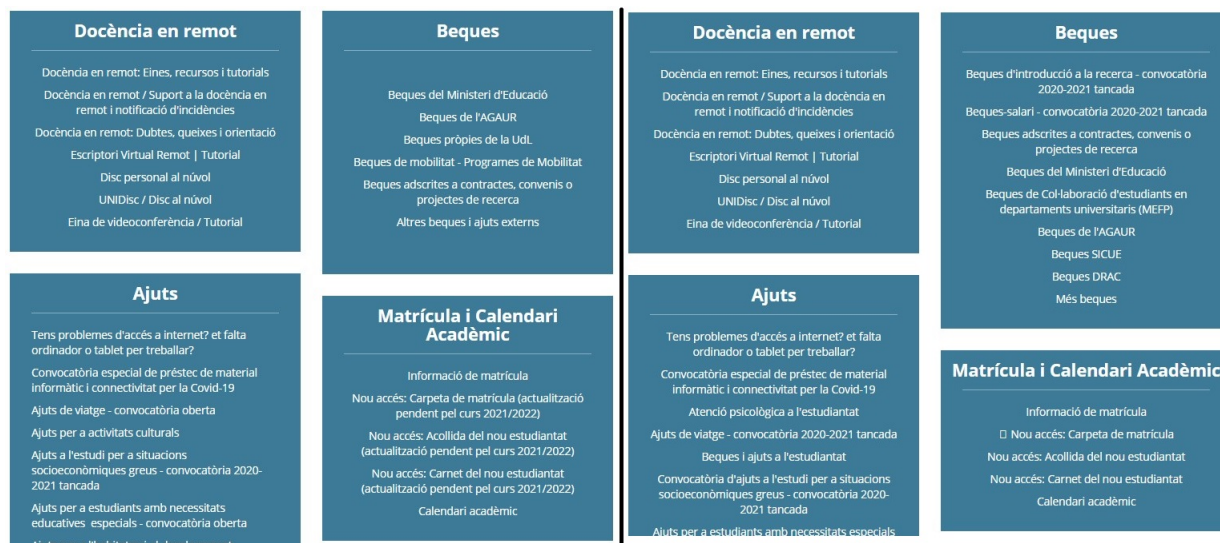 Docència en remot
Docència en remot: Eines, recursos i tutorials
Docència en remot / Suport a la docència en
remot i notificació d'incidències
Docència en remot: Dubtes, queixes i orientació
Escriptori Virtual Remot | Tutorial
Disc personal al núvol
UNIDisc / Disc al núvol
Eina de videoconferència / Tutorial
Ajuts
Tens problemes d'accés a internet? et falta
ordinador o tablet per treballar?
Convocatòria especial de préstec de material
informàtic i connectivitat per la Covid-19
Ajuts de viatge - convocatòria oberta
Ajuts per a activitats culturals
Ajuts a l'estudi per a situacions
socioeconòmiques greus - convocatòria 2020-
2021 tancada
Ajuts per a estudiants amb necessitats
educatives especials - convocatòria oberta
Beques
Beques del Ministeri d'Educació
Beques de l'AGAUR
Beques pròpies de la UdL
Beques de mobilitat - Programes de Mobilitat
Beques adscrites a contractes, convenis o
projectes de recerca
Altres beques i ajuts externs
Matrícula i Calendari
Acadèmic
Informació de matrícula
Nou accés: Carpeta de matrícula (actualització
pendent pel curs 2021/2022)
Nou accés: Acollida del nou estudiantat
(actualització pendent pel curs 2021/2022)
Nou accés: Carnet del nou estudiantat
(actualització pendent pel curs 2021/2022)
Calendari acadèmic
Docència en remot
Docència en remot: Eines, recursos i tutorials
Docència en remot / Suport a la docència en
remot i notificació d'incidències
Docència en remot: Dubtes, queixes i orientació
Escriptori Virtual Remot | Tutorial
Disc personal al núvol
UNIDisc / Disc al núvol
Eina de videoconferència / Tutorial
Ajuts
Tens problemes d'accés a internet? et falta
ordinador o tablet per treballar?
Convocatòria especial de préstec de material
informàtic i connectivitat per la Covid-19
Atenció psicològica a l'estudiantat
Ajuts de viatge - convocatòria 2020-2021 tancada
Beques i ajuts a l'estudiantat
Convocatòria d'ajuts a l'estudi per a situacions
socioeconòmiques greus - convocatòria 2020-
2021 tancada
Ajuts per a estudiants amb necessitats especials
Beques
Beques d'introducció a la recerca - convocatòria
2020-2021 tancada
Beques-salari - convocatòria 2020-2021 tancada
Beques adscrites a contractes, convenis o
projectes de recerca
Beques del Ministeri d'Educació
Beques de Col·laboració d'estudiants en
departaments universitaris (MEFP)
Beques de l'AGAUR
Beques SICUE
Beques DRAC
Més beques
Matrícula i Calendari Acadèmic
Informació de matrícula
Nou accés: Carpeta de matrícula
Nou accés: Acollida del nou estudiantat
Nou accés: Carnet del nou estudiantat
Calendari acadèmic